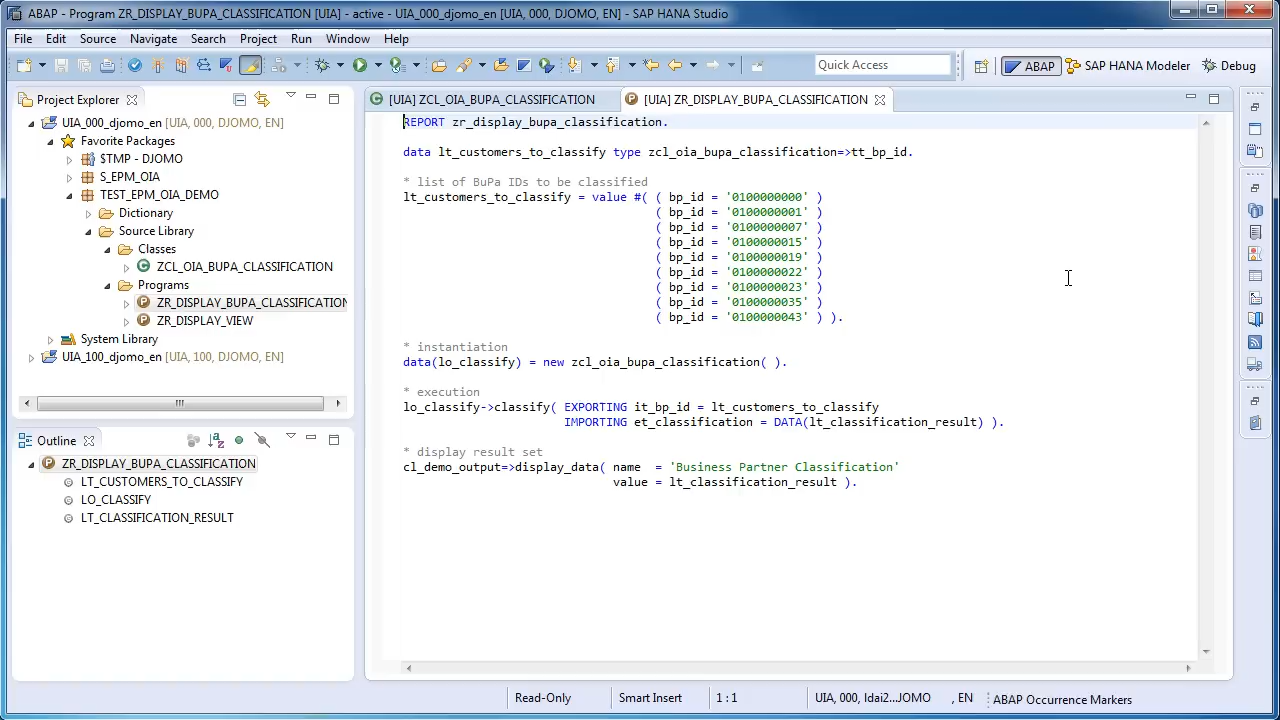 ABAP - Program ZR_DISPLAY_BUPA_CLASSIFICATION [UIA] - active - UIA_000_djomo_en [UIA, 000, DJOMO, EN] - SAP HANA Studio
File Edit Source Navigate Search Project Run Window Help
Quick Access ABAP SAP HANA Modeler Debug
Project Explorer
UIA_000_djomo_en [UIA, 000, DJOMO, EN]
Favorite Packages
$TMP - DJOMO
S_EPM_OIA
TEST_EPM_OIA_DEMO
Dictionary
Source Library
Classes
ZCL_OIA_BUPA_CLASSIFICATION
Programs
ZR_DISPLAY_BUPA_CLASSIFICATION
ZR_DISPLAY_VIEW
System Library
UIA_100_djomo_en [UIA, 100, DJOMO, EN]
Outline
ZR_DISPLAY_BUPA_CLASSIFICATION
LT_CUSTOMERS_TO_CLASSIFY
LO_CLASSIFY
LT_CLASSIFICATION_RESULT
[UIA] ZCL_OIA_BUPA_CLASSIFICATION [UIA] ZR_DISPLAY_BUPA_CLASSIFICATION
REPORT zr_display_bupa_classification.
data lt_customers_to_classify type zcl_oia_bupa_classification=>tt_bp_id.
* list of BuPa IDs to be classified
lt_customers_to_classify = value #( ( bp_id = '0100000000' )
( bp_id = '0100000001' )
( bp_id = '0100000007' )
( bp_id = '0100000015' )
( bp_id = '0100000019' )
( bp_id = '0100000022' )
( bp_id = '0100000023' )
( bp_id = '0100000035' )
( bp_id = '0100000043' ) ).
* instantiation
data(lo_classify) = new zcl_oia_bupa_classification( ).
* execution
lo_classify->classify( EXPORTING it_bp_id = lt_customers_to_classify
IMPORTING et_classification = DATA(lt_classification_result) ).
* display result set
cl_demo_output=>display_data( name = 'Business Partner Classification'
value = lt_classification_result ).
Read-Only Smart Insert 1 : 1 UIA, 000, ldai2...JOMO , EN ABAP Occurrence Markers